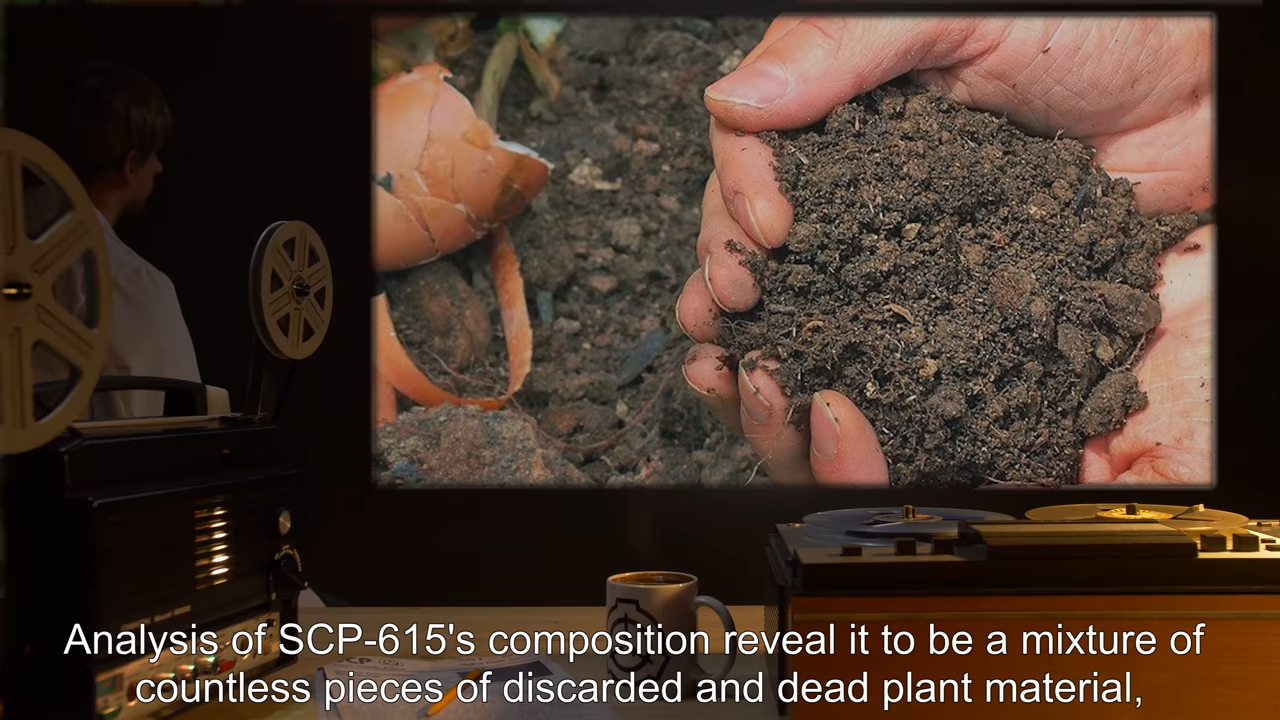 SCP
Analysis of SCP-615's composition reveal it to be a mixture of
countless pieces of discarded and dead plant material,